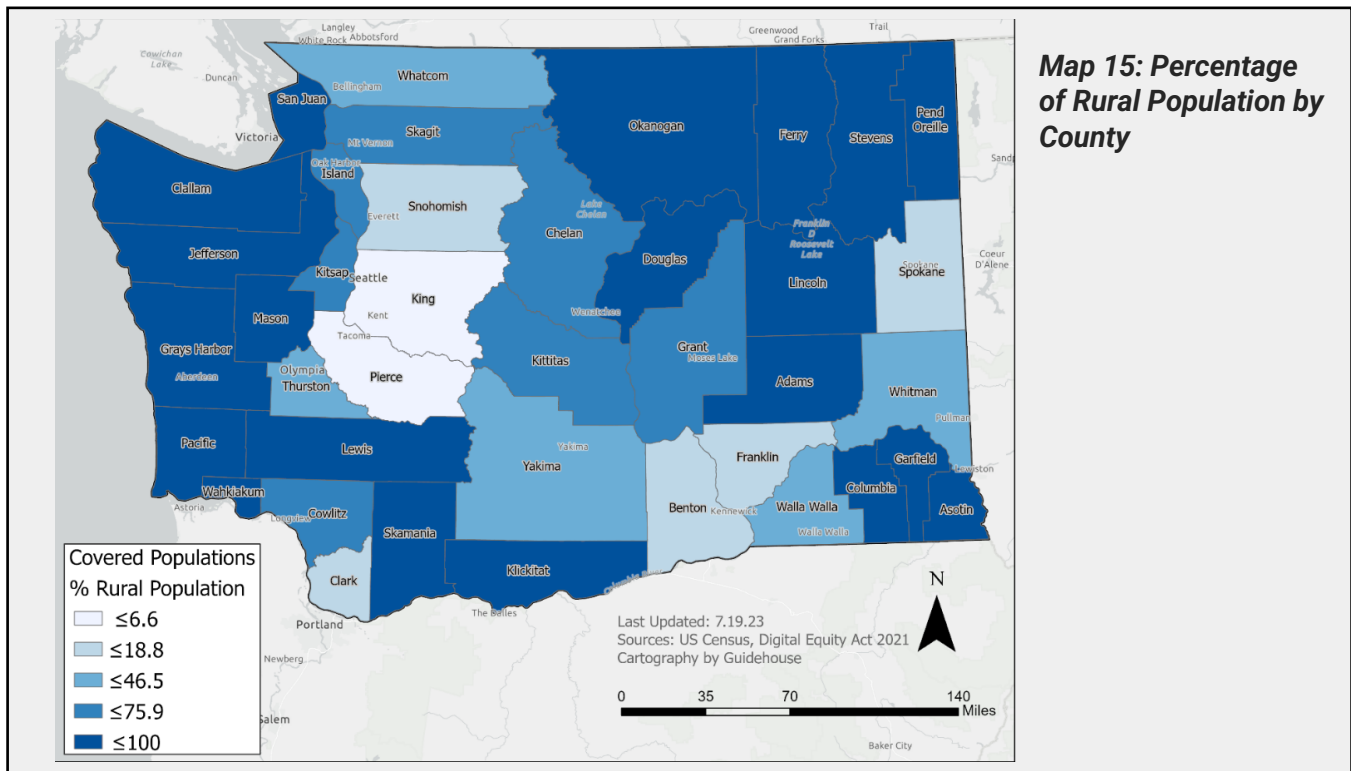 Map 15: Percentage
of Rural Population by
County
Langley
White Rock Abbotsford
Greenwood
Grand Forks
Trail
Cowichan
Lake
Duncan
Whatcom
Bellingham
San Juan
Victoria
Skagit
Mt Vernon
Oak Harbor
Island
Okanogan
Ferry
Stevens
Pend
Oreille
Sandp
Clallam
Snohomish
Everett
Lake
Chelan
Chelan
Franklin
D
Roosevelt
Lake
Jefferson
Kitsap
Seattle
King
Kent
Douglas
Lincoln
Spokane
Spokane
Coeur
D'Alene
Mason
Tacoma
Wenatchee
Grays Harbor
Aberdeen
Olympia
Thurston
Pierce
Kittitas
Grant
Moses Lake
Adams
Whitman
Pullman
Pacific
Lewis
Yakima
Yakima
Franklin
Garfield
Lewiston
Wahkiakum
Astoria
Longview
Cowlitz
Skamania
Benton
Kennewick
Walla Walla
Walla Walla
Columbia
Asotin
Clark
Klickitat
Columbia River
The Dalles
Portland
Newberg
Salem
Baker City
Covered Populations
% Rural Population
≤6.6
≤18.8
≤46.5
≤75.9
≤100
Last Updated: 7.19.23
Sources: US Census, Digital Equity Act 2021
Cartography by Guidehouse
N
0 35 70 140
Miles